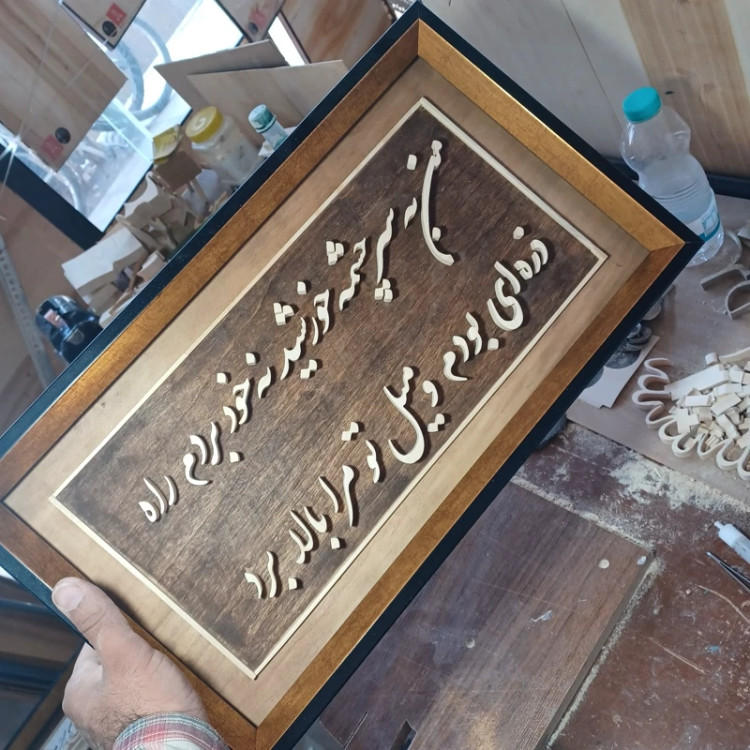 من به سرچشمه خورشید نه خود بردم راه
ذره‌ای بودم و میل تو مرا بالا برد